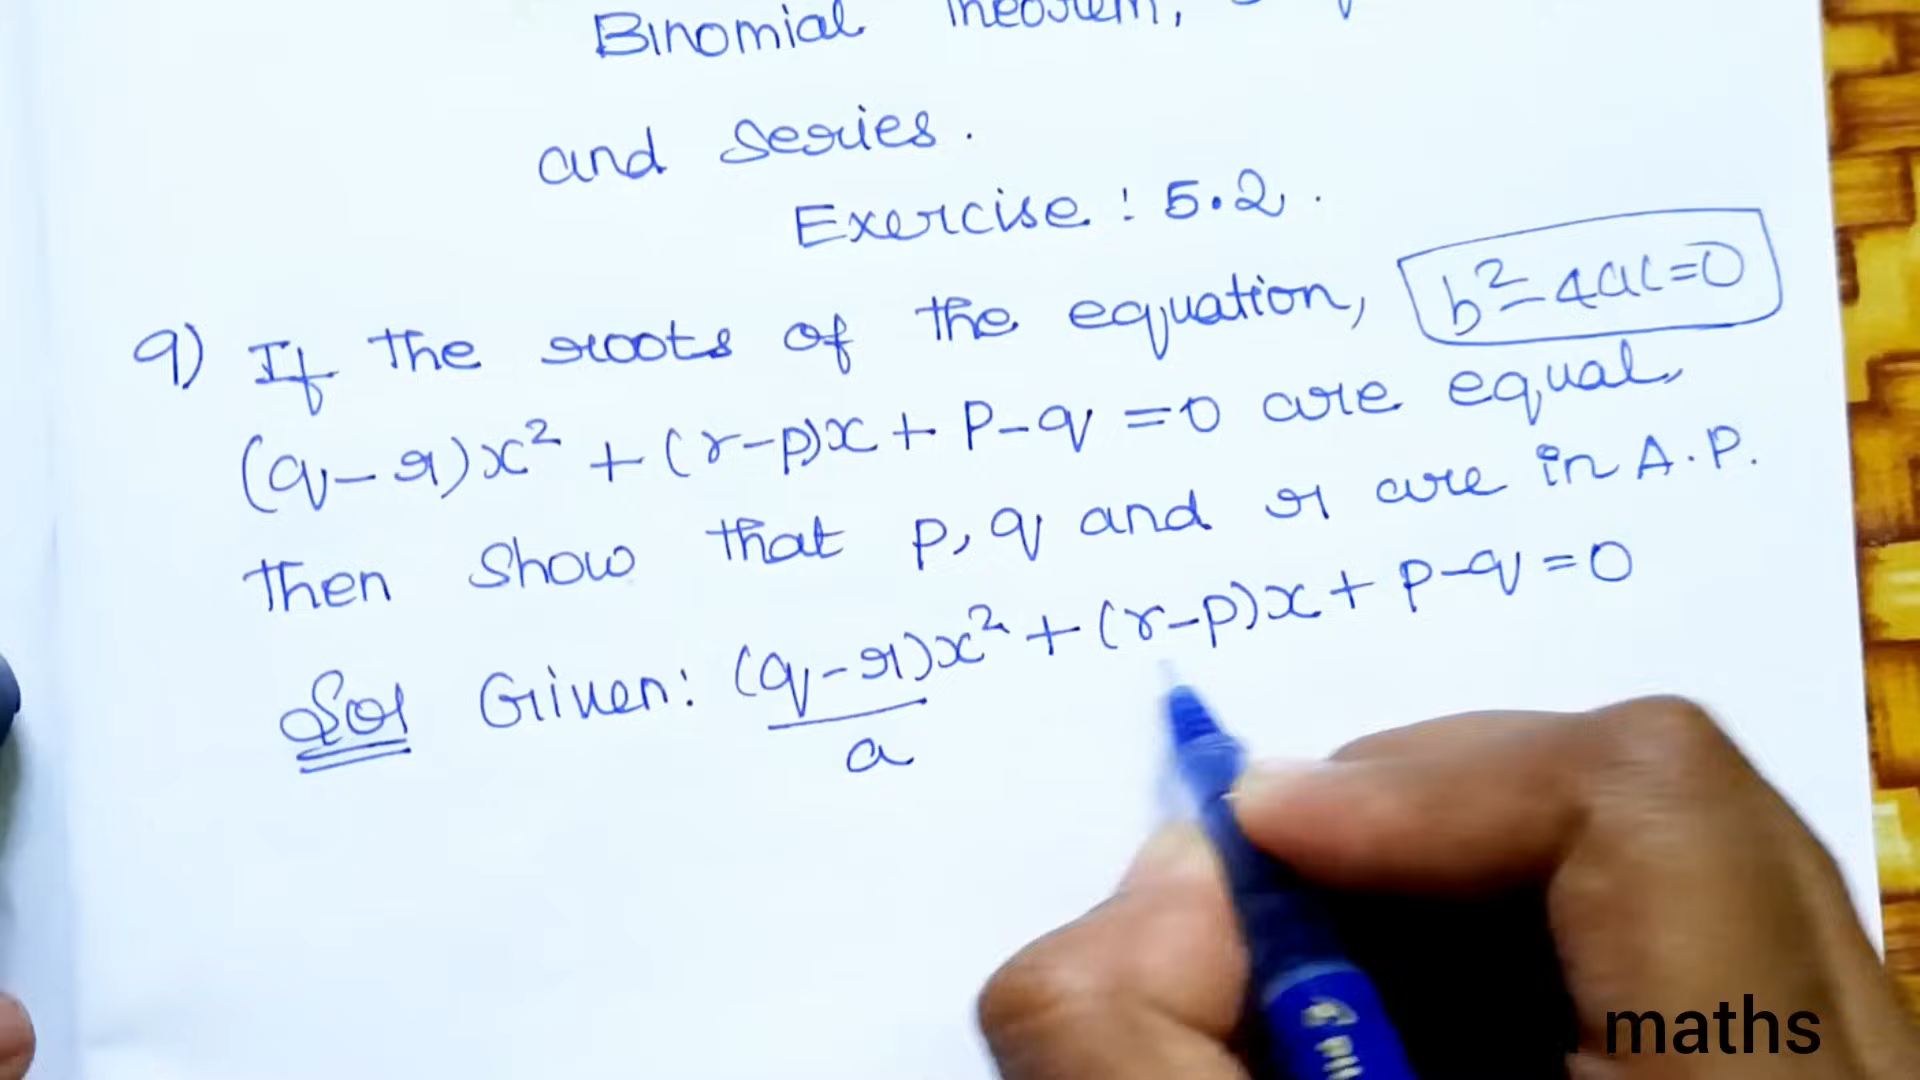 Binomial Theorem,
and Series.
Exercise: 5.2.
9) If the roots of the equation, b²-4ac=0
(q-r)x² + (r-p)x + p-q = 0 are equal,
then show that p, q and r are in A.P.
Sol Given: (q-r)x² + (r-p)x + p-q = 0
a
maths